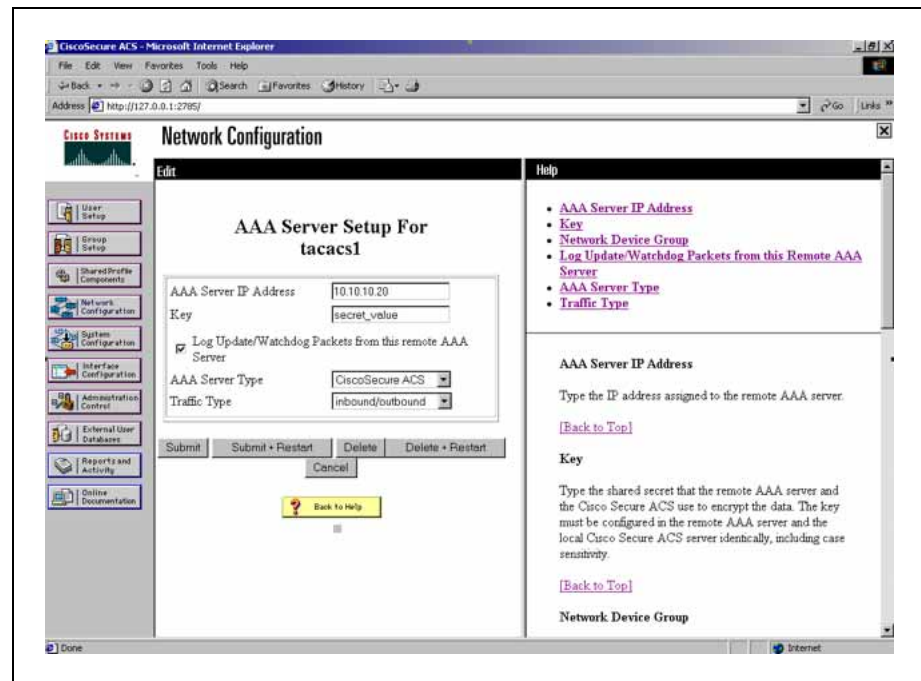 CiscoSecure ACS - Microsoft Internet Explorer
File Edit View Favorites Tools Help
Back Search Favorites History
Address http://127.0.0.1:2785/ Go Links »
CISCO SYSTEMS
Network Configuration
Edit
User Setup
Group Setup
Shared Profile Components
Network Configuration
System Configuration
Interface Configuration
Administration Control
External User Databases
Reports and Activity
Online Documentation
AAA Server Setup For
tacacs1
AAA Server IP Address 10.10.10.20
Key secret_value
Log Update/Watchdog Packets from this remote AAA
Server
AAA Server Type CiscoSecure ACS
Traffic Type inbound/outbound
Submit Submit + Restart Delete Delete + Restart
Cancel
? Back to Help
Help
• AAA Server IP Address
• Key
• Network Device Group
• Log Update/Watchdog Packets from this Remote AAA
Server
• AAA Server Type
• Traffic Type
AAA Server IP Address
Type the IP address assigned to the remote AAA server.
[Back to Top]
Key
Type the shared secret that the remote AAA server and
the Cisco Secure ACS use to encrypt the data. The key
must be configured in the remote AAA server and the
local Cisco Secure ACS server identically, including case
sensitivity.
[Back to Top]
Network Device Group
Done
Internet